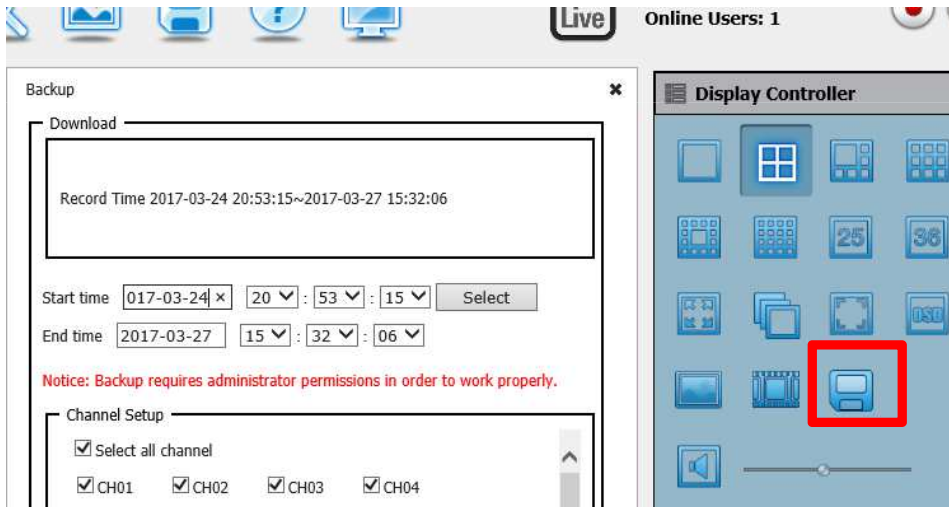 Live
Online Users: 1
Backup
Download
Record Time 2017-03-24 20:53:15~2017-03-27 15:32:06
Start time 017-03-24 × 20 : 53 : 15 Select
End time 2017-03-27 15 : 32 : 06
Notice: Backup requires administrator permissions in order to work properly.
Channel Setup
Select all channel
CH01 CH02 CH03 CH04
Display Controller
25 36
OSD